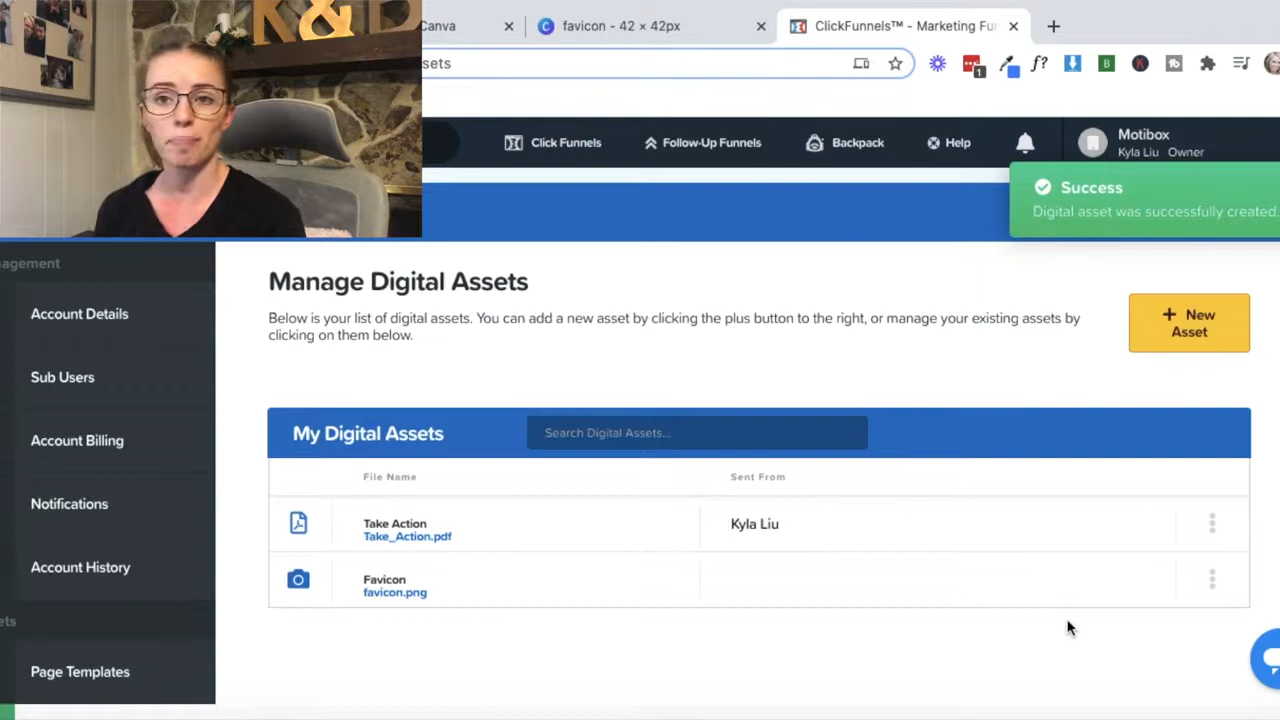 K&D
Canva
favicon - 42 × 42px
ClickFunnels™ - Marketing Fun
sets
1
f?
B
K
Click Funnels
Follow-Up Funnels
Backpack
Help
Motibox
Kyla Liu Owner
Success
Digital asset was successfully created.
nagement
Account Details
Sub Users
Account Billing
Notifications
Account History
ets
Page Templates
Manage Digital Assets
Below is your list of digital assets. You can add a new asset by clicking the plus button to the right, or manage your existing assets by
clicking on them below.
+ New
Asset
My Digital Assets
Search Digital Assets...
File Name
Sent From
Take Action
Take_Action.pdf
Kyla Liu
Favicon
favicon.png